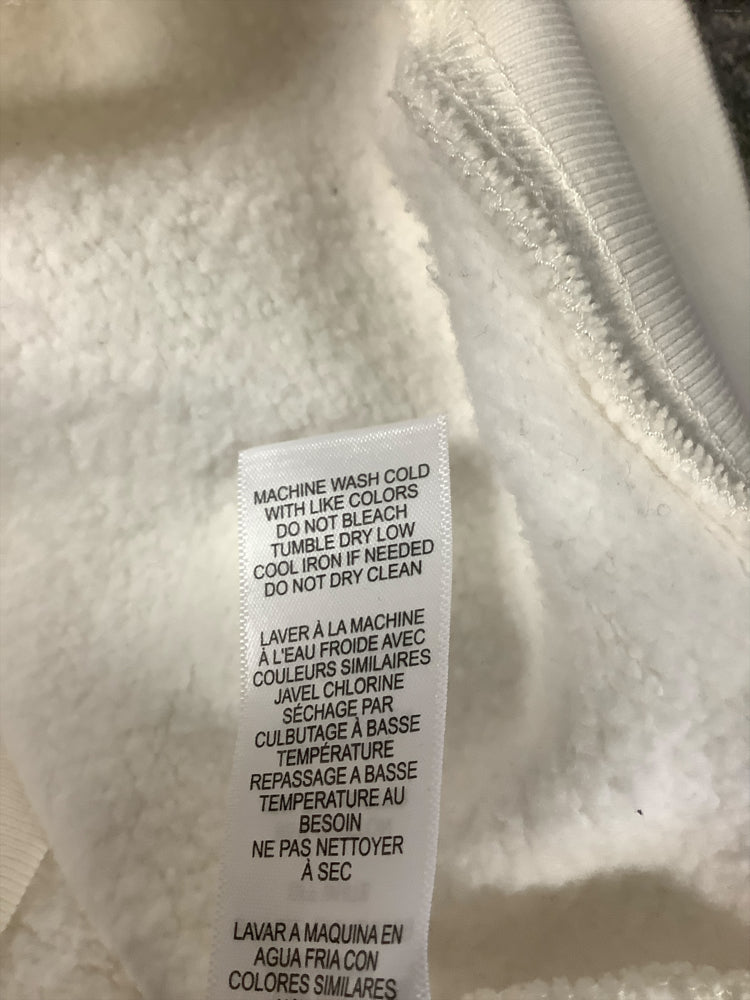 MACHINE WASH COLD
WITH LIKE COLORS
DO NOT BLEACH
TUMBLE DRY LOW
COOL IRON IF NEEDED
DO NOT DRY CLEAN
LAVER À LA MACHINE
À L'EAU FROIDE AVEC
COULEURS SIMILAIRES
JAVEL CHLORINE
SÉCHAGE PAR
CULBUTAGE À BASSE
TEMPÉRATURE
REPASSAGE A BASSE
TEMPERATURE AU
BESOIN
NE PAS NETTOYER
À SEC
LAVAR A MAQUINA EN
AGUA FRIA CON
COLORES SIMILARES